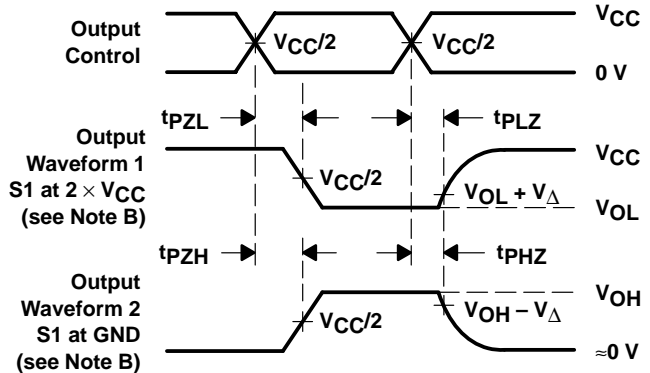 Output
Control
VCC/2
VCC/2
VCC
0 V
tPZL
tPLZ
Output
Waveform 1
S1 at 2 × VCC
(see Note B)
VCC/2
VCC
VOL + VΔ
VOL
tPZH
tPHZ
Output
Waveform 2
S1 at GND
(see Note B)
VCC/2
VOH
VOH − VΔ
≈0 V